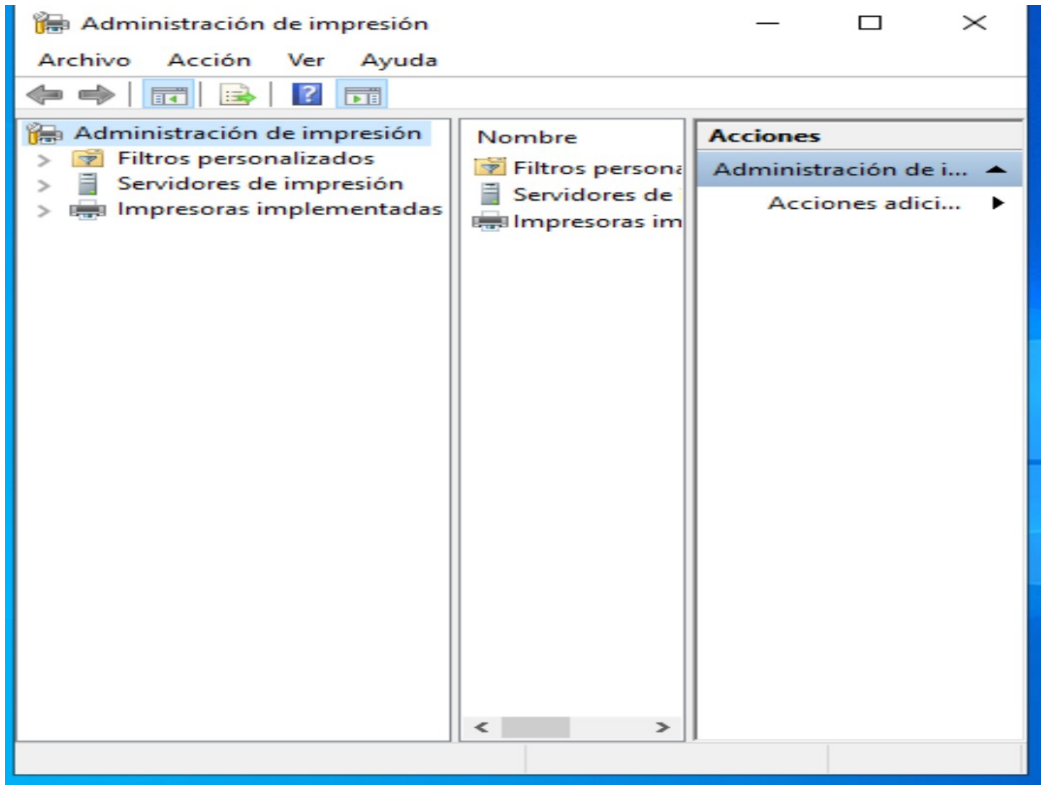 Administración de impresión
Archivo Acción Ver Ayuda
Administración de impresión
Filtros personalizados
Servidores de impresión
Impresoras implementadas
Nombre
Filtros persona
Servidores de
Impresoras im
Acciones
Administración de i...
Acciones adici...